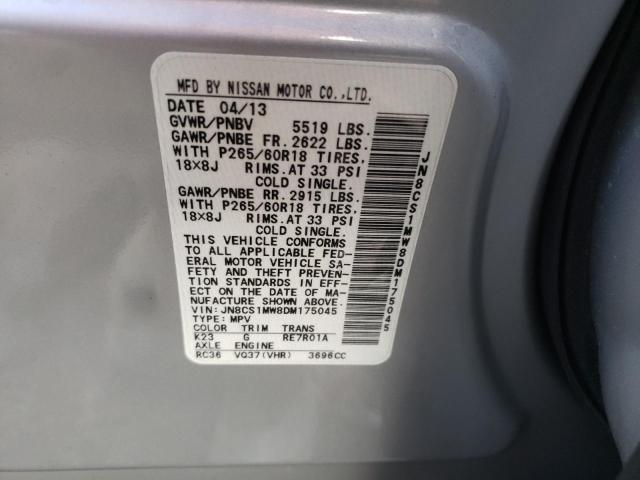 MFD BY NISSAN MOTOR CO.,LTD.
DATE 04/13
GVWR/PNBV 5519 LBS.
GAWR/PNBE FR. 2622 LBS.
WITH P265/60R18 TIRES,
18×8J RIMS.AT 33 PSI
COLD SINGLE.
GAWR/PNBE RR. 2915 LBS.
WITH P265/60R18 TIRES,
18×8J RIMS.AT 33 PSI
COLD SINGLE.
THIS VEHICLE CONFORMS
TO ALL APPLICABLE FED-
ERAL MOTOR VEHICLE SA-
FETY AND THEFT PREVEN-
TION STANDARDS IN EFF-
ECT ON THE DATE OF MA-
NUFACTURE SHOWN ABOVE.
VIN:JN8CS1MW8DM175045
TYPE:MPV
COLOR TRIM TRANS
K23 G RE7R01A
AXLE ENGINE
RC36 VQ37(VHR) 3696CC
JN8CS1MW8DM175045